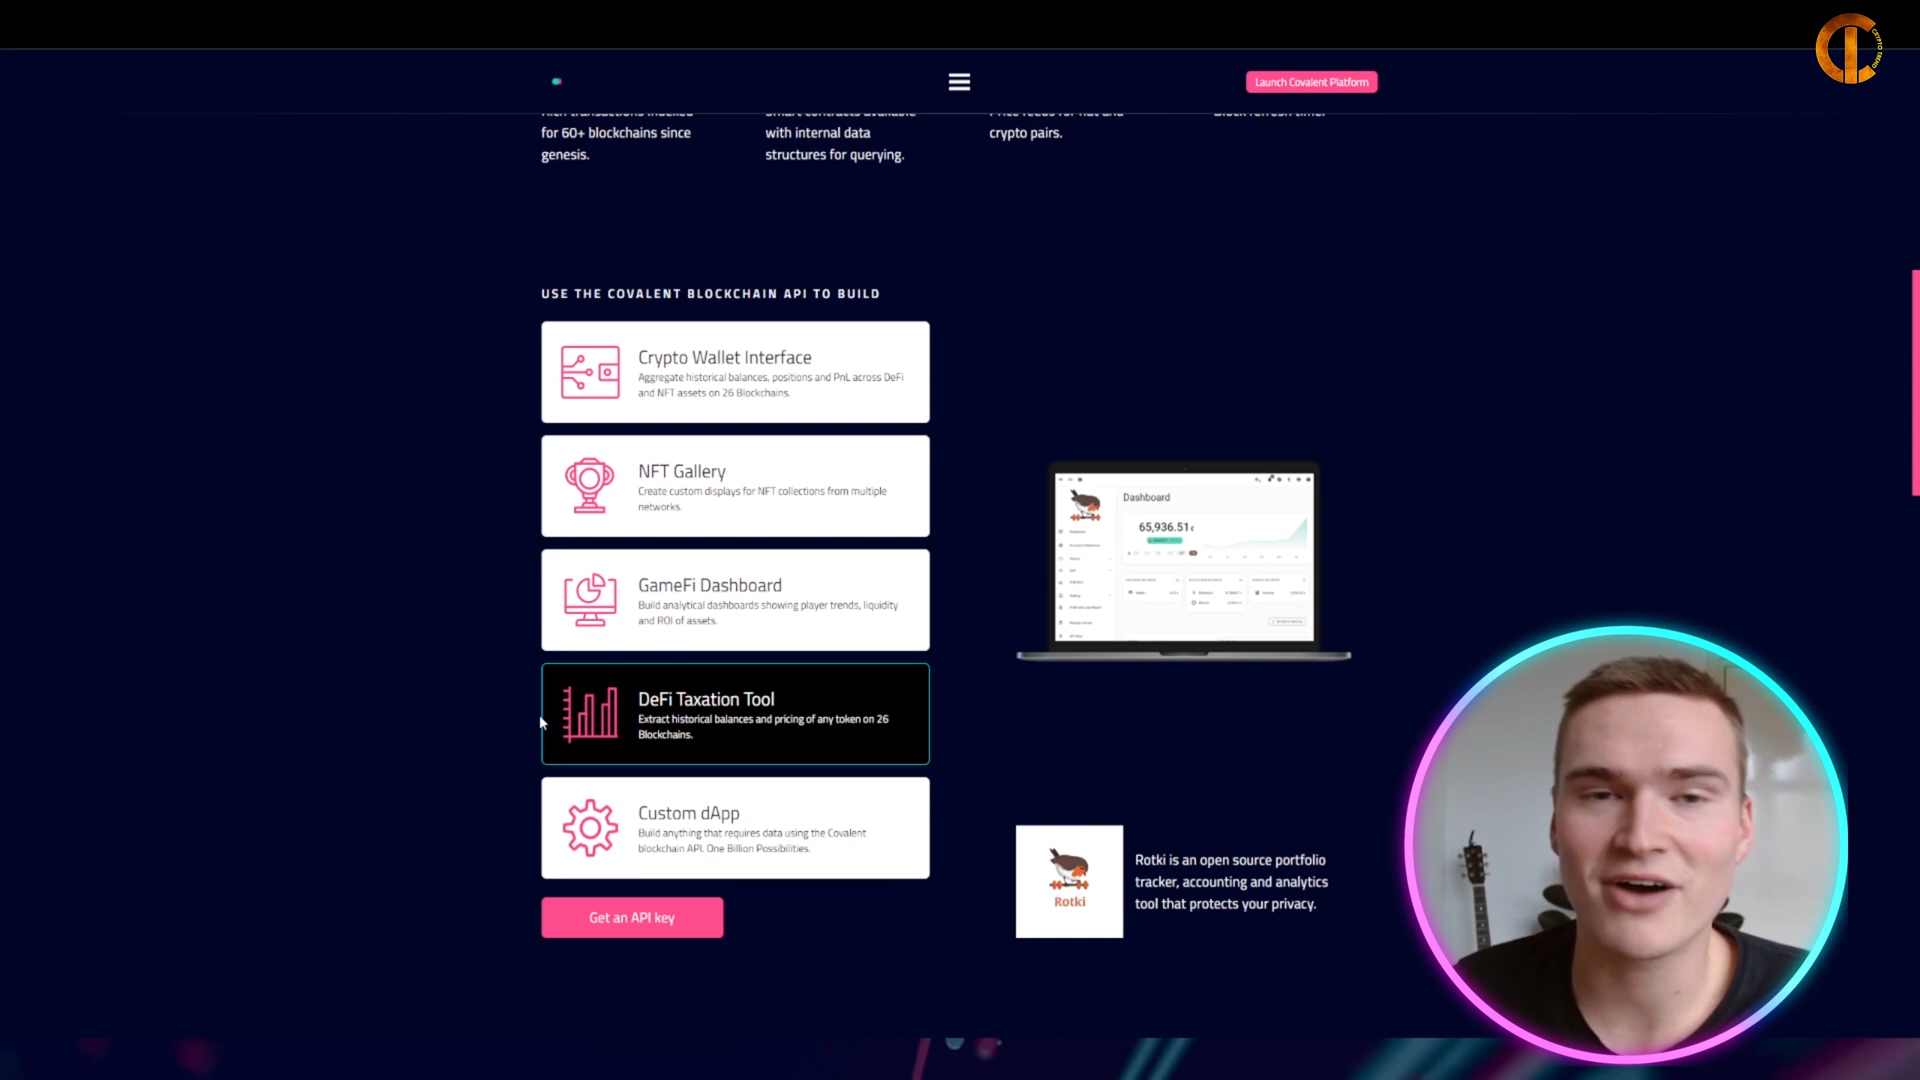 CRYPTO TREND
Launch Covalent Platform
for 60+ blockchains since
genesis.
with internal data
structures for querying.
crypto pairs.
USE THE COVALENT BLOCKCHAIN API TO BUILD
Crypto Wallet Interface
Aggregate historical balances, positions and PnL across DeFi
and NFT assets on 26 Blockchains.
NFT Gallery
Create custom displays for NFT collections from multiple
networks.
GameFi Dashboard
Build analytical dashboards showing player trends, liquidity
and ROI of assets.
DeFi Taxation Tool
Extract historical balances and pricing of any token on 26
Blockchains.
Custom dApp
Build anything that requires data using the Covalent
blockchain API. One Billion Possibilities.
Get an API key
Dashboard
65,936.51€
Rotki
Rotki is an open source portfolio
tracker, accounting and analytics
tool that protects your privacy.